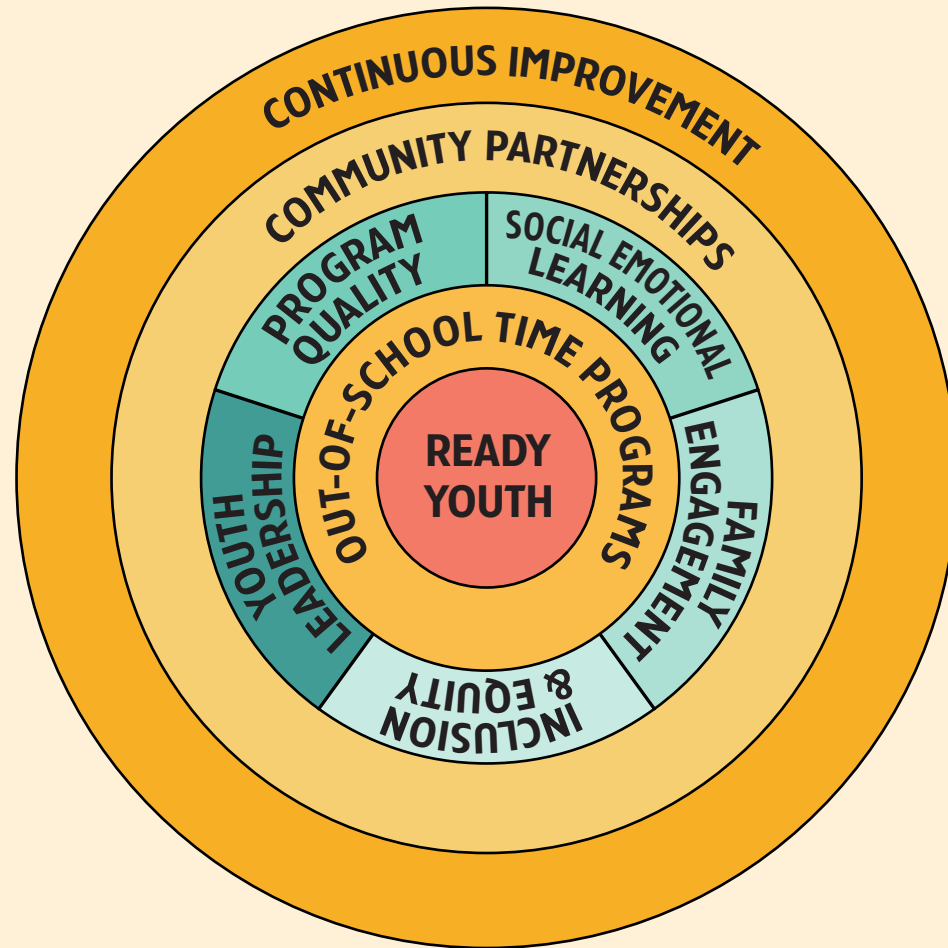 CONTINUOUS IMPROVEMENT
COMMUNITY PARTNERSHIPS
PROGRAM
QUALITY
SOCIAL EMOTIONAL
LEARNING
FAMILY
ENGAGEMENT
INCLUSION
& EQUITY
YOUTH
LEADERSHIP
OUT-OF-SCHOOL TIME PROGRAMS
READY
YOUTH